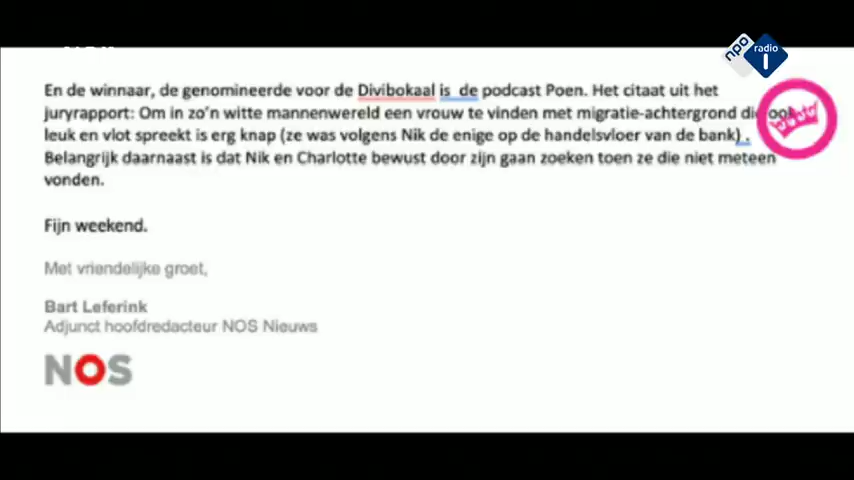 npo radio 1
En de winnaar, de genomineerde voor de Divibokaal is de podcast Poen. Het citaat uit het
juryrapport: Om in zo'n witte mannenwereld een vrouw te vinden met migratie-achtergrond die ook
leuk en vlot spreekt is erg knap (ze was volgens Nik de enige op de handelsvloer van de bank) .
Belangrijk daarnaast is dat Nik en Charlotte bewust door zijn gaan zoeken toen ze die niet meteen
vonden.
Fijn weekend.
Met vriendelijke groet,
Bart Leferink
Adjunct hoofdredacteur NOS Nieuws
NOS